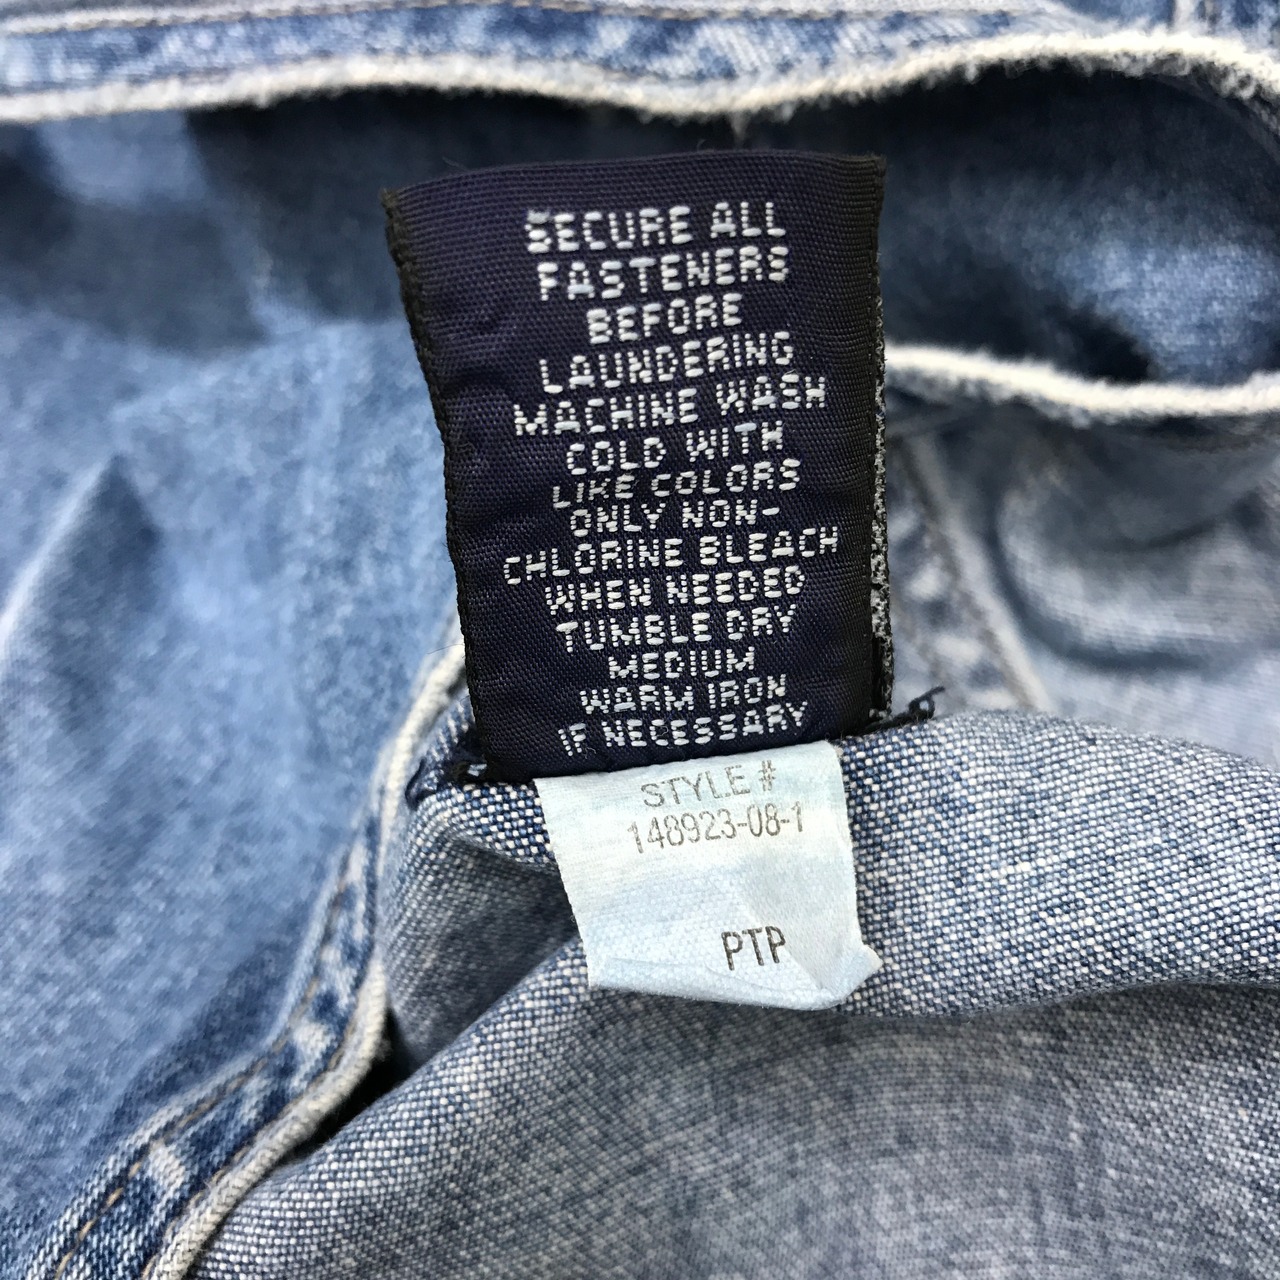 SECURE ALL
FASTENERS
BEFORE
LAUNDERING
MACHINE WASH
COLD WITH
LIKE COLORS
ONLY NON-
CHLORINE BLEACH
WHEN NEEDED
TUMBLE DRY
MEDIUM
WARM IRON
IF NECESSARY
STYLE #
148923-08-1
PTP